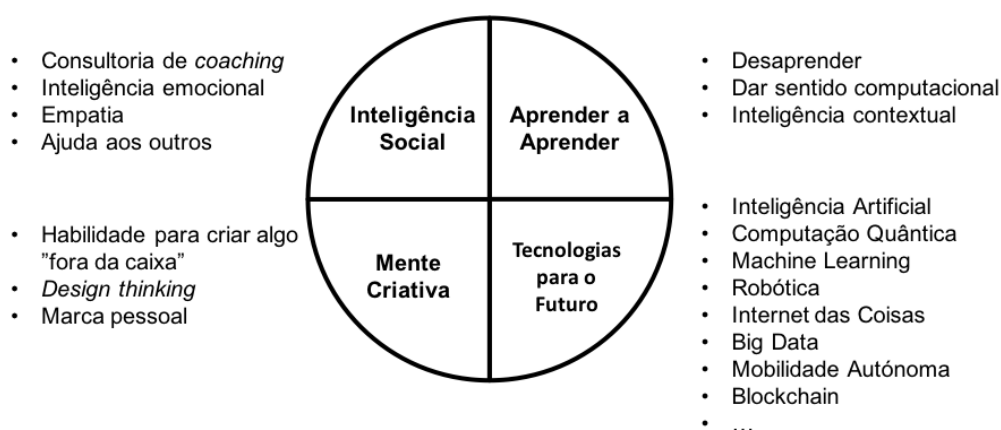 • Consultoria de coaching
• Inteligência emocional
• Empatia
• Ajuda aos outros
Inteligência
Social
Aprender a
Aprender
• Desaprender
• Dar sentido computacional
• Inteligência contextual
• Habilidade para criar algo
”fora da caixa”
• Design thinking
• Marca pessoal
Mente
Criativa
Tecnologias
para o
Futuro
• Inteligência Artificial
• Computação Quântica
• Machine Learning
• Robótica
• Internet das Coisas
• Big Data
• Mobilidade Autónoma
• Blockchain
• ...